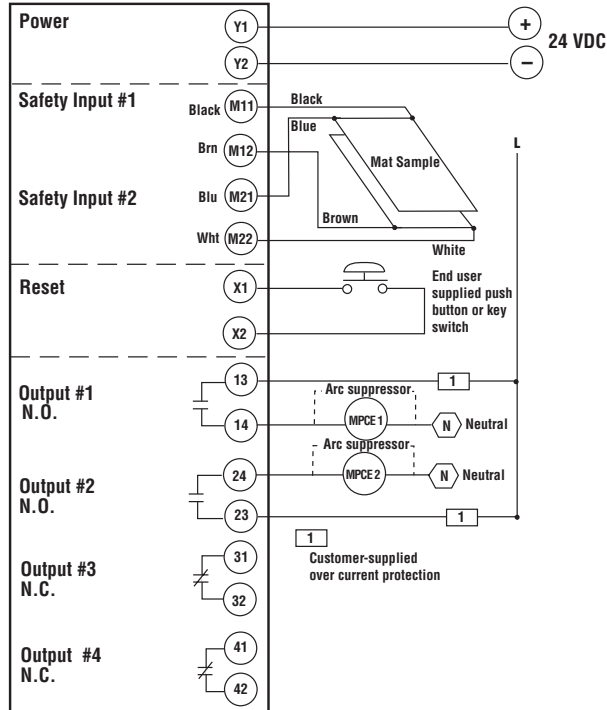 Power
Y1
+
24 VDC
Y2
−
Safety Input #1
Black M11
Black
Blue
Brn M12
Mat Sample
L
Safety Input #2
Blu M21
Brown
Wht M22
White
Reset
X1
End user
supplied push
button or key
switch
X2
Output #1
N.O.
13
1
Arc suppressor
14
MPCE 1
N Neutral
Arc suppressor
24
MPCE 2
N Neutral
Output #2
N.O.
23
1
1
Customer-supplied
over current protection
Output #3
N.C.
31
32
Output #4
N.C.
41
42